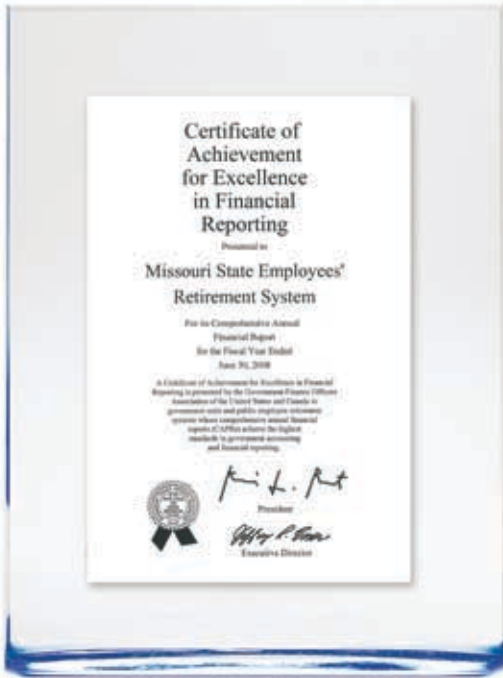 Certificate of
Achievement
for Excellence
in Financial
Reporting
Presented to
Missouri State Employees'
Retirement System
For its Comprehensive Annual
Financial Report
for the Fiscal Year Ended
June 30, 2008
A Certificate of Achievement for Excellence in Financial
Reporting is presented by the Government Finance Officers
Association of the United States and Canada to
government units and public employee retirement
systems whose comprehensive annual financial
reports (CAFRs) achieve the highest
standards in government accounting
and financial reporting.
President
Executive Director